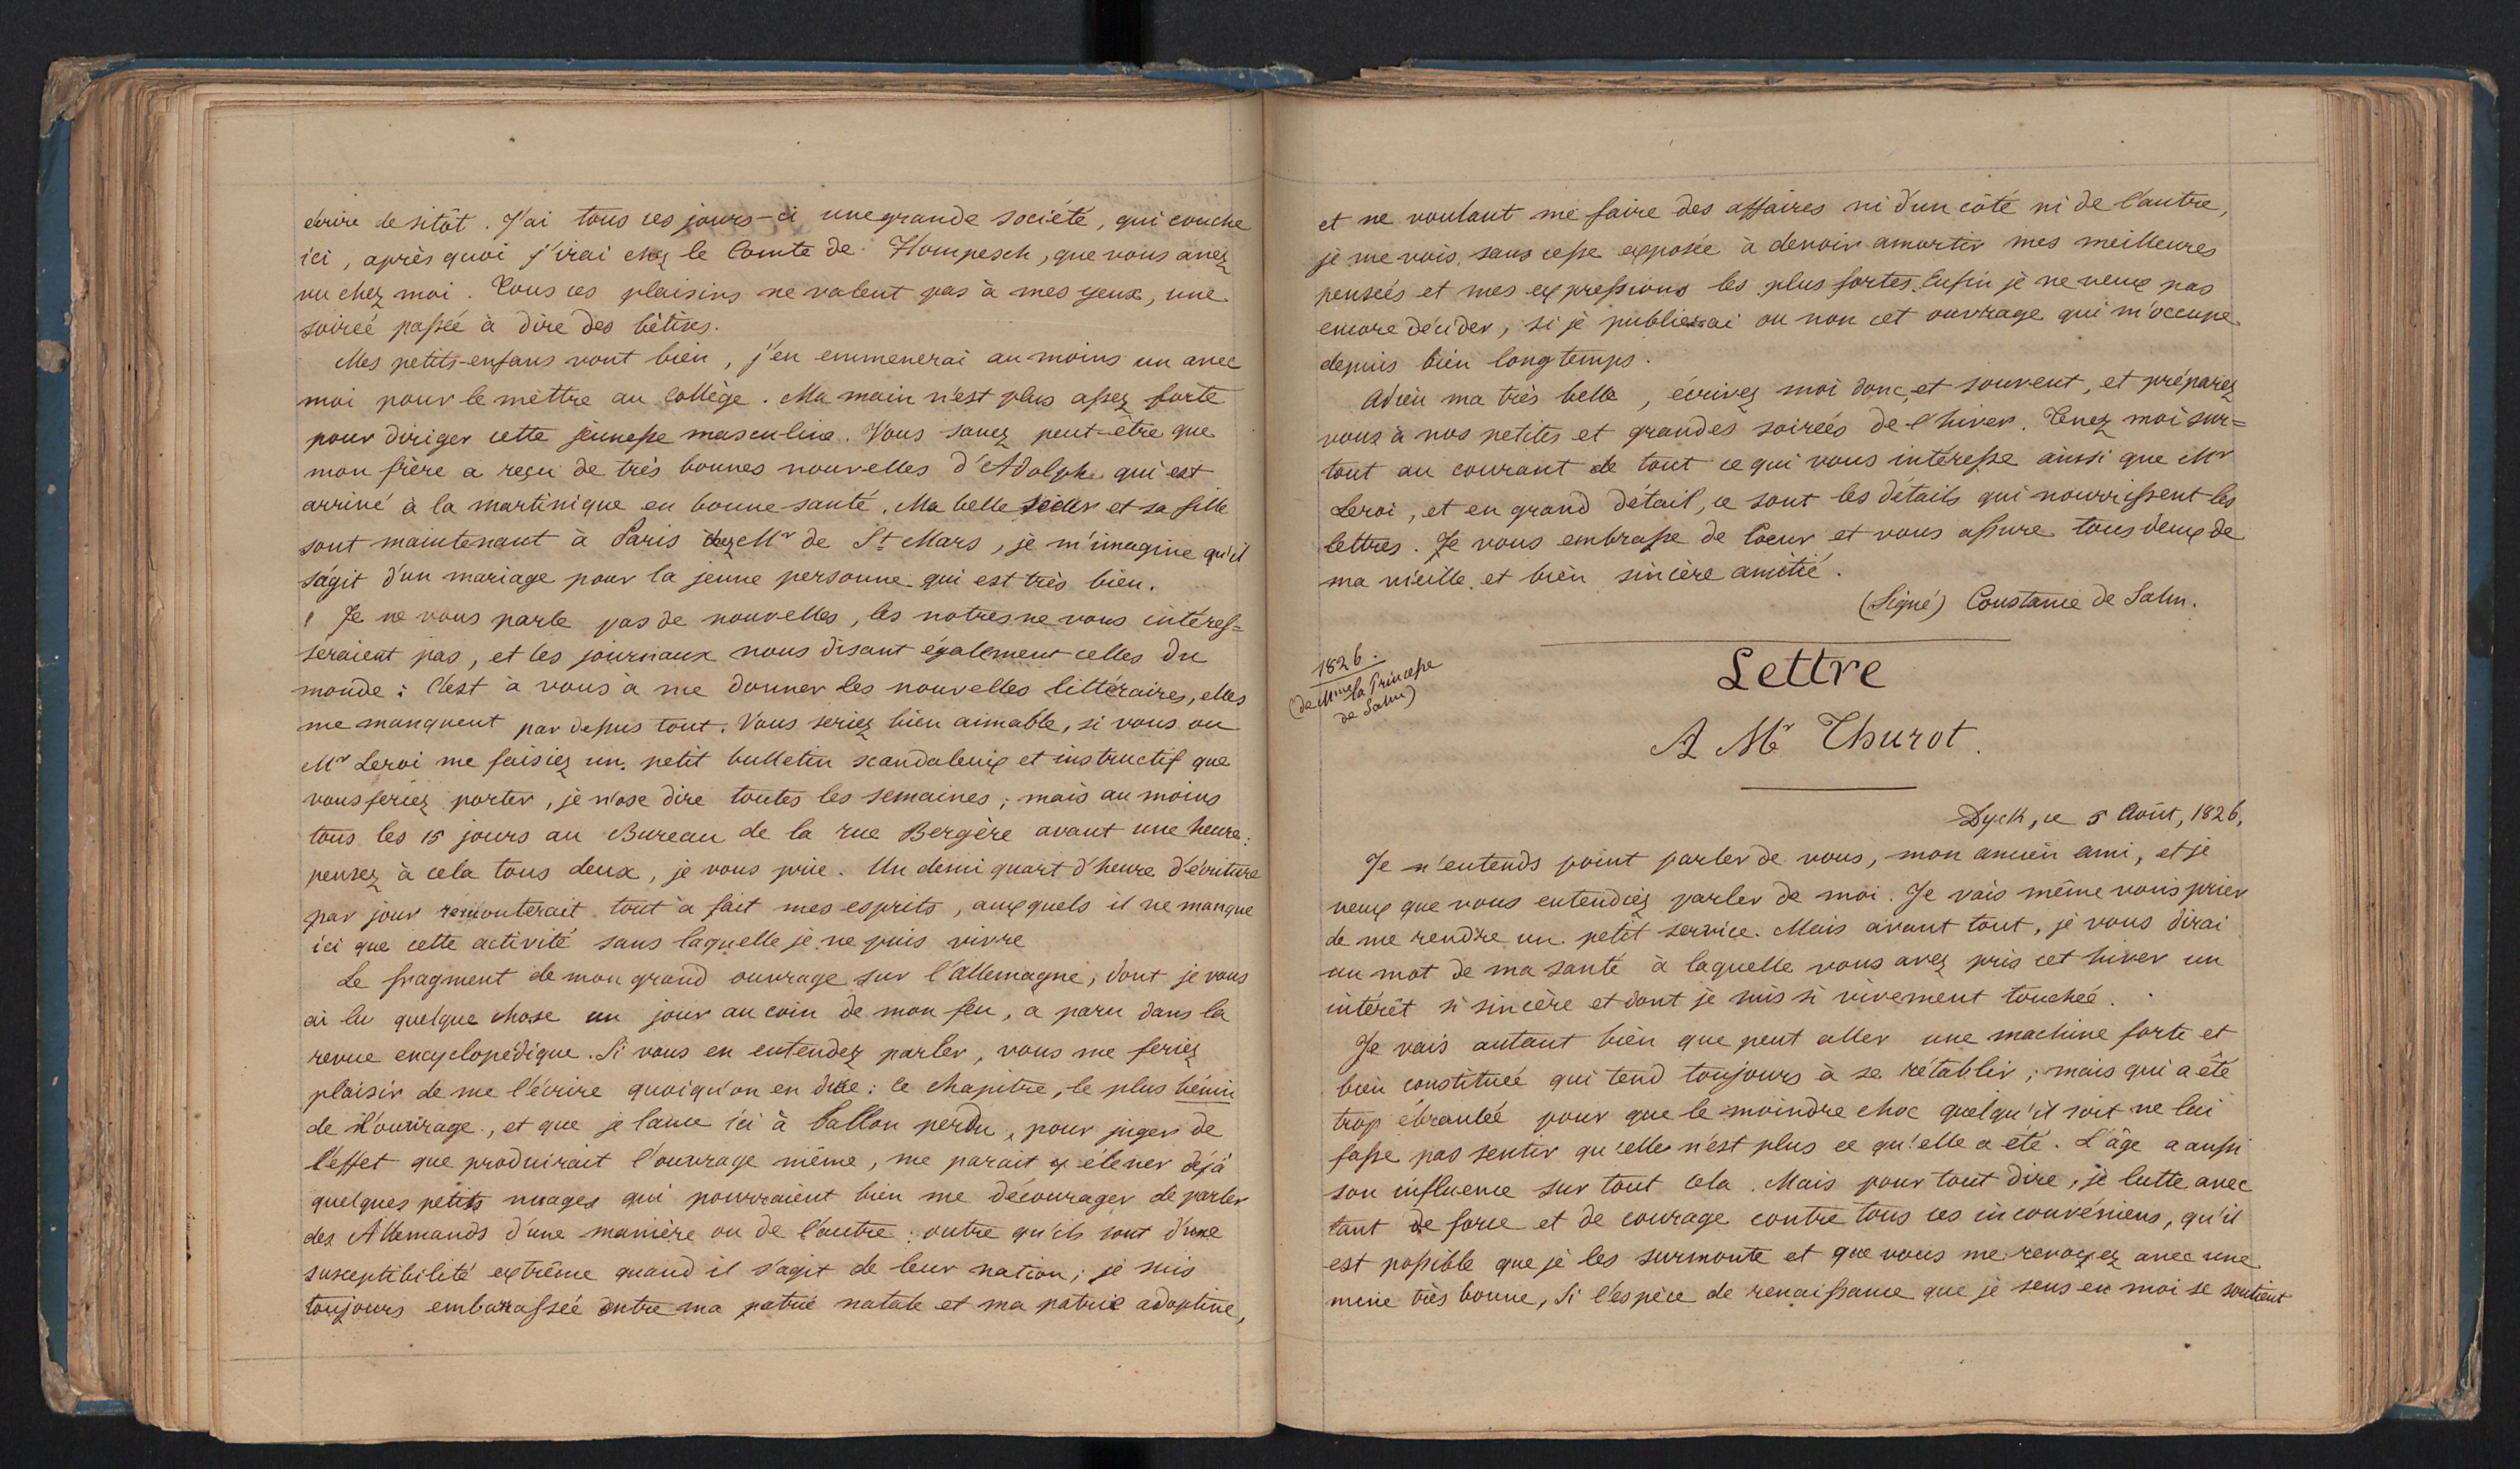 écrire de sitôt. J'ai tous ces jours-ci une grande société, qui couche
ici, après quoi j'irai chez le Comte de Hompesch, que vous avez
vu chez moi. Tous ces plaisirs ne valent pas à mes yeux, une
soirée passée à dire des bêtises.
Mes petits-enfans vont bien, j'en emmenerai au moins un avec
moi pour le mettre au Collège. Ma main n'est plus assez forte
pour diriger cette jeunesse masculine. Vous savez peut-être que
mon frère a reçu de très bonnes nouvelles d'Adolphe qui est
arrivé à la martinique en bonne santé. Ma belle sœur et sa fille
sont maintenant à Paris chez Mr de St Mars, je m'imagine qu'il
s'agit d'un mariage pour la jeune personne qui est très bien.
Je ne vous parle pas de nouvelles, les notres ne vous intéres=
seraient pas, et les journaux nous disant également celles du
monde: C'est à vous à me donner les nouvelles littéraires, elles
me manquent par dessus tout. Vous seriez bien aimable, si vous ou
Mr Leroi me faisiez un petit bulletin scandaleux et instructif que
vous feriez porter, je n'ose dire toutes les semaines; mais au moins
tous les 15 jours au Bureau de la rue Bergère avant une heure:
pensez à cela tous deux, je vous prie. Un demi quart d'heure d'écriture
par jour remonterait tout à fait mes esprits, auxquels il ne manque
ici que cette activité sans laquelle je ne puis vivre
Le fragment de mon grand ouvrage sur l'Allemagne, dont je vous
ai lu quelque chose un jour au coin de mon feu, a paru dans la
revue encyclopédique. Si vous en entendez parler, vous me feriez
plaisir de me l'écrire quoiqu'on en dise: le chapitre, le plus bénin
de l'ouvrage, et que je lance ici à ballon perdu, pour juger de
l'effet que produirait l'ouvrage même, me parait élever déjà
quelques petits nuages qui pourraient bien me décourager de parler
des Allemands d'une manière ou de l'autre: outre qu'ils sont d'une
susceptibilité extrême quand il s'agit de leur nation; je suis
toujours embarassée entre ma patrie natale et ma patrie adoptive,
et ne voulant me faire des affaires ni d'un côté ni de l'autre,
je me vois sans cesse exposée à devoir amortir mes meilleures
pensées et mes expressions les plus fortes. Enfin je ne veux pas
encore décider, si je publierai ou non cet ouvrage qui m'occupe
depuis bien longtemps.
Adieu ma très belle, écrivez moi donc, et souvent, et préparez
vous à nos petites et grandes soirées de l'hiver. Tenez moi sur=
tout au courant de tout ce qui vous intéresse ainsi que Mr
Leroi, et en grand détail, ce sont les détails qui nourrissent les
lettres. Je vous embrasse de Coeur et vous assure tous deux de
ma vieille et bien sincère amitié.
(Signé) Constance de Salm.
1826.
(de Mme la Princesse
de Salm)
Lettre
A Mr Thurot.
Dyck, ce 5 Août, 1826,
Je n'entends point parler de vous, mon ancien ami, et je
veux que vous entendiez parler de moi. Je vais même vous prier
de me rendre un petit service. Mais avant tout, je vous dirai
un mot de ma santé à laquelle vous avez pris cet hiver un
intérêt si sincère et dont je suis si vivement touchée.
Je vais autant bien que peut aller une machine forte et
bien constituée qui tend toujours à se rétablir; mais qui a été
trop ébranlée pour que le moindre choc quelqu'il soit ne lui
fasse pas sentir qu'elle n'est plus ce qu'elle a été. L'âge a aussi
son influence sur tout cela. Mais pour tout dire, je lutte avec
tant de force et de courage contre tous ces inconvéniens, qu'il
est possible que je les surmonte et que vous me revoyez avec une
mine très bonne, Si l'espèce de renaissance que je sens en moi se soutient